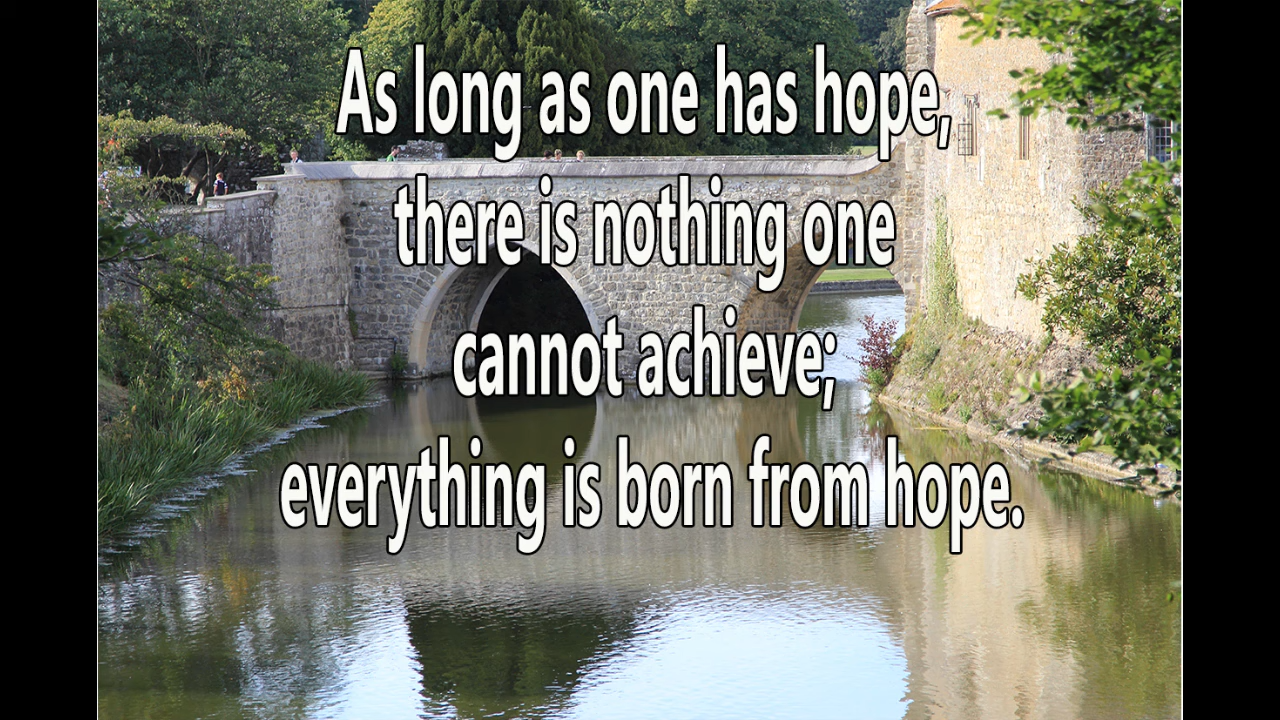 As long as one has hope,
there is nothing one
cannot achieve;
everything is born from hope.